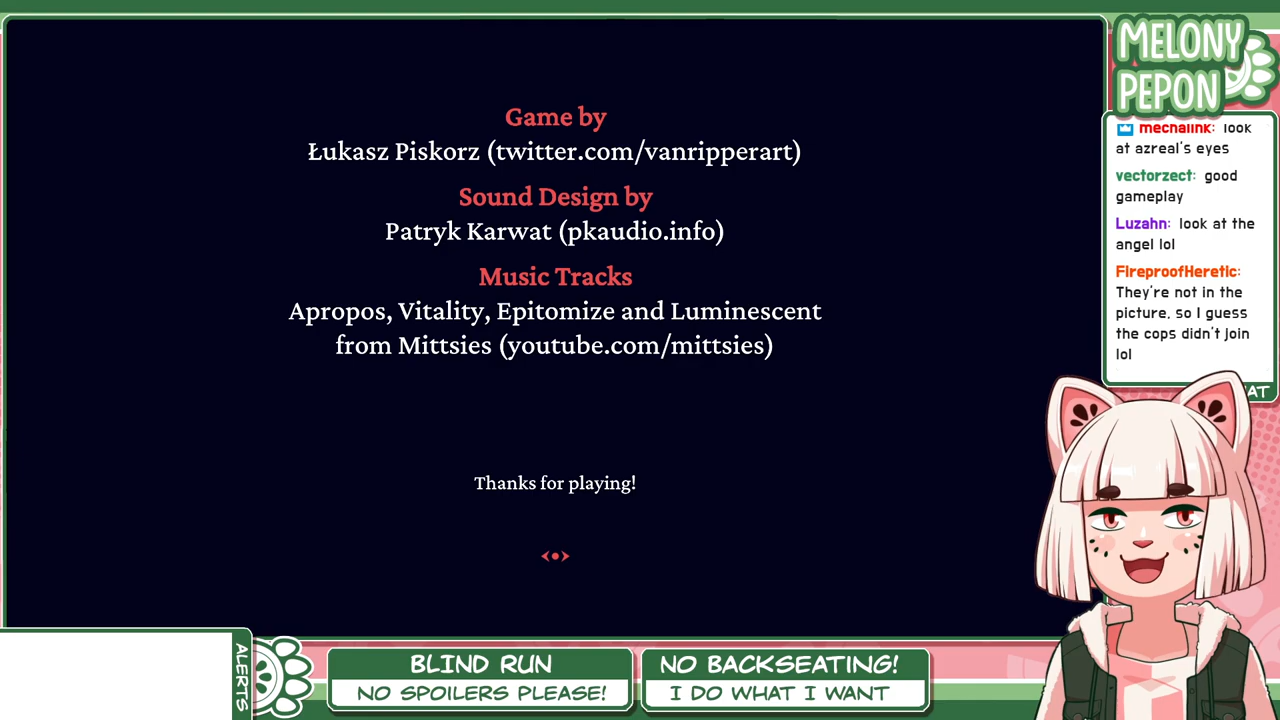 Game by
Łukasz Piskorz (twitter.com/vanripperart)
Sound Design by
Patryk Karwat (pkaudio.info)
Music Tracks
Apropos, Vitality, Epitomize and Luminescent
from Mittsies (youtube.com/mittsies)
Thanks for playing!
MELONY
PEPON
mechalink: look
at azreal's eyes
vectorzect: good
gameplay
Luzahn: look at the
angel lol
FireproofHeretic:
They're not in the
picture, so I guess
the cops didn't join
lol
AT
ALERTS
BLIND RUN
NO SPOILERS PLEASE!
NO BACKSEATING!
I DO WHAT I WANT